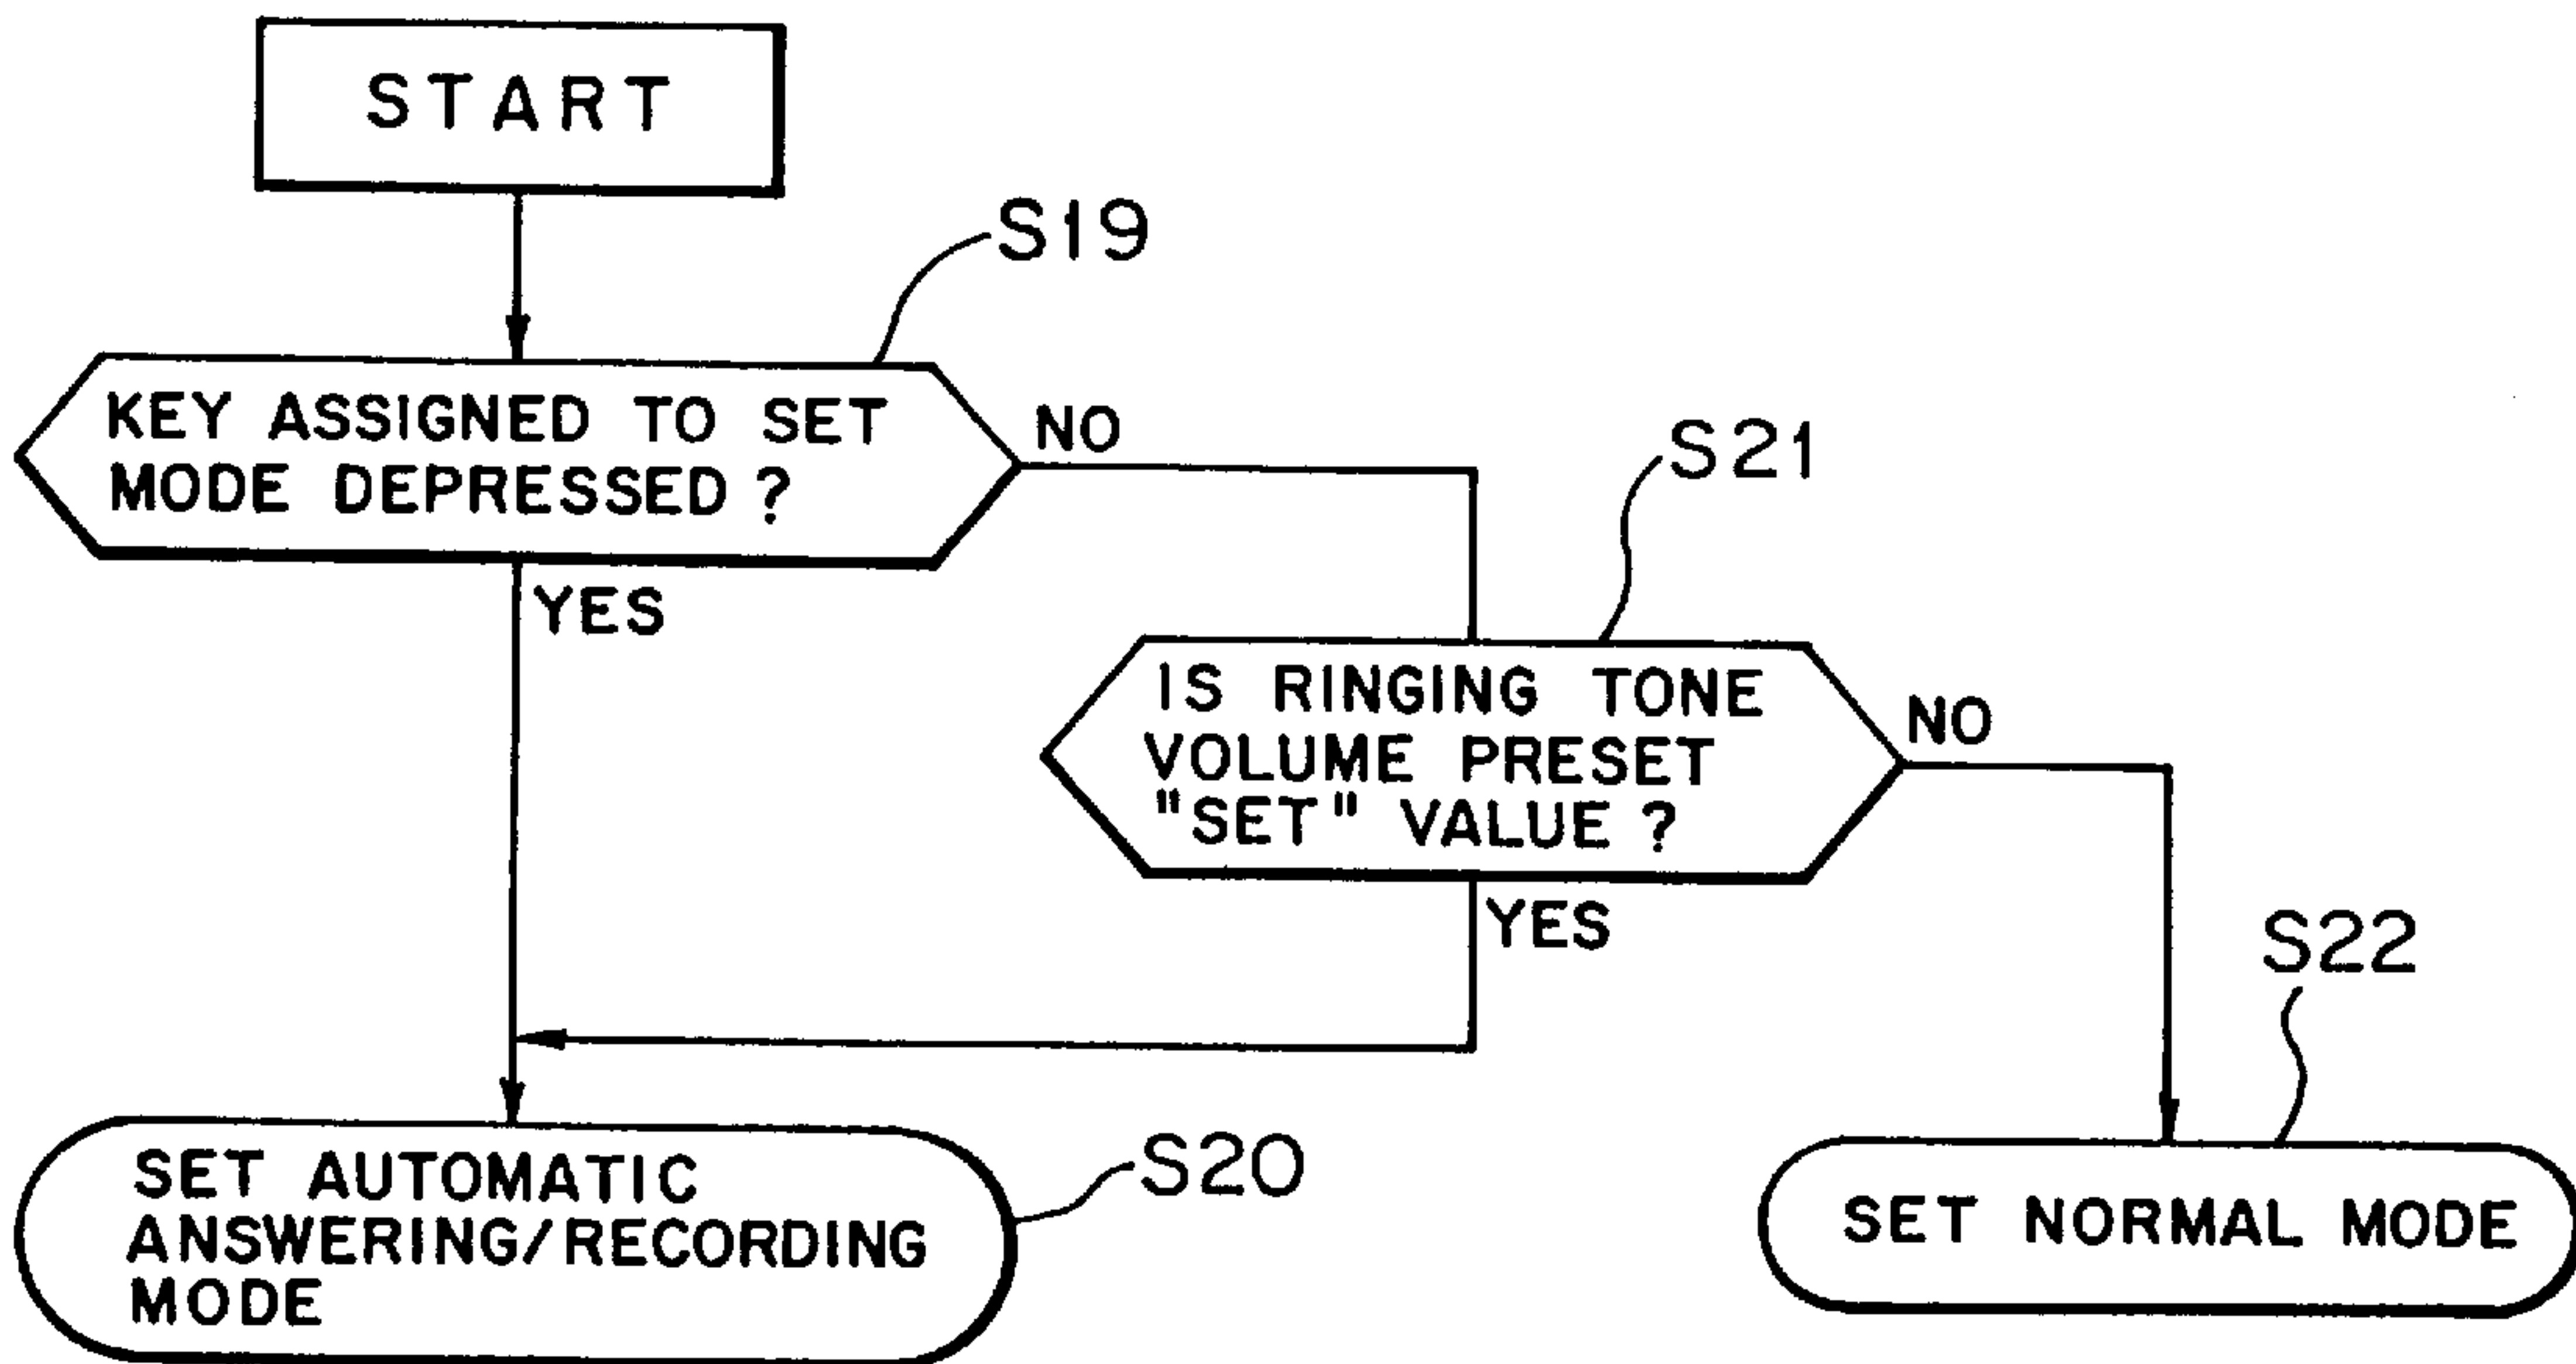 START
S19
KEY ASSIGNED TO SET
MODE DEPRESSED ?
NO
YES
S21
IS RINGING TONE
VOLUME PRESET
"SET" VALUE ?
NO
YES
S22
SET AUTOMATIC
ANSWERING/RECORDING
MODE
S20
SET NORMAL MODE